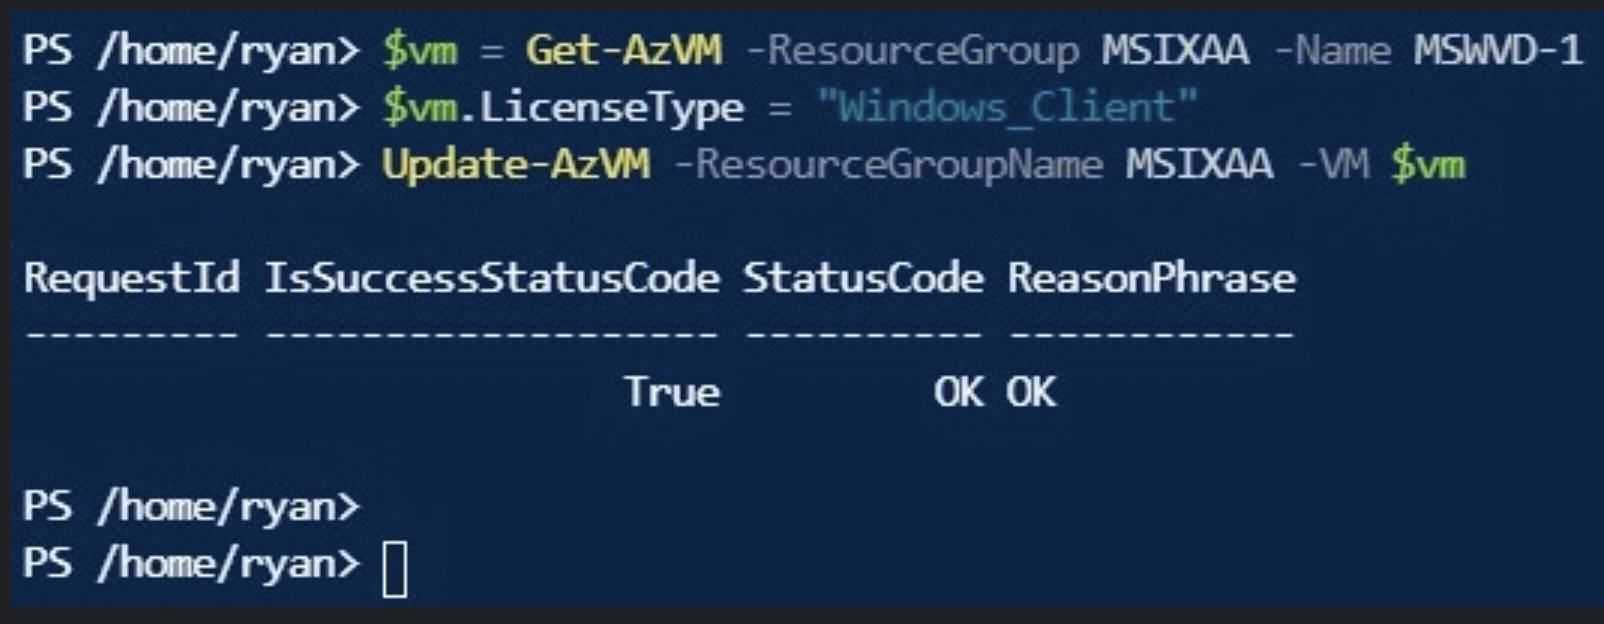 PS /home/ryan> $vm = Get-AzVM -ResourceGroup MSIXAA -Name MSWVD-1
PS /home/ryan> $vm.LicenseType = "Windows_Client"
PS /home/ryan> Update-AzVM -ResourceGroupName MSIXAA -VM $vm
RequestId IsSuccessStatusCode StatusCode ReasonPhrase
--------- ------------------- ---------- ------------
True OK OK
PS /home/ryan>
PS /home/ryan>